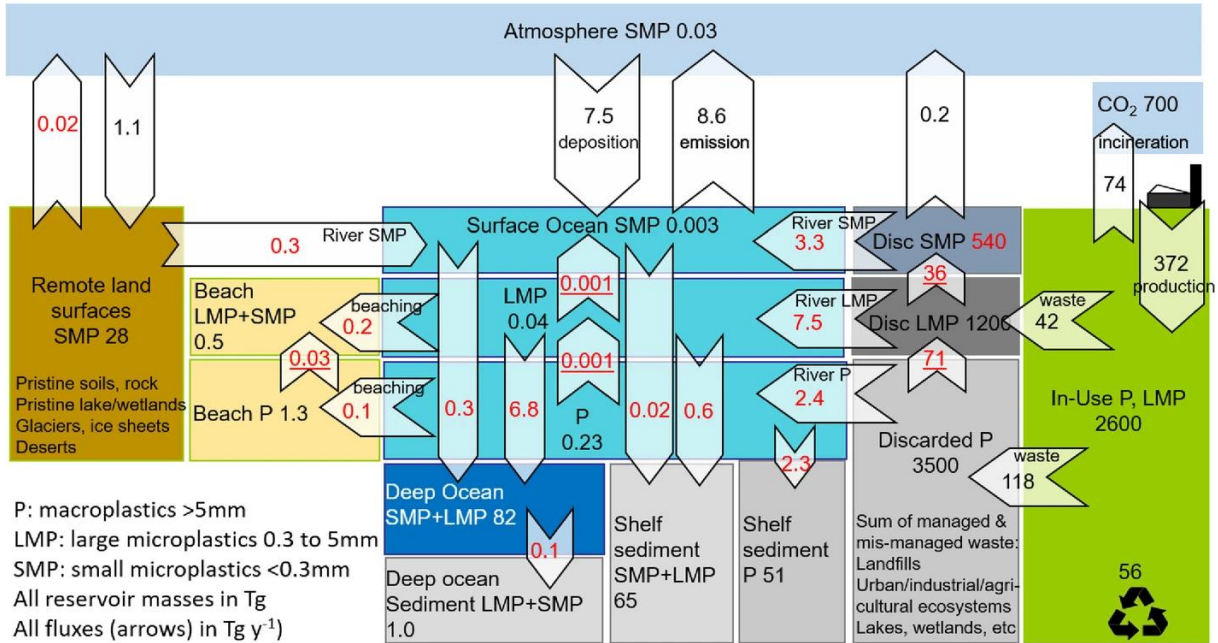 Atmosphere SMP 0.03
0.02
1.1
7.5
deposition
8.6
emission
0.2
CO₂ 700
incineration
74
372
production
Remote land
surfaces
SMP 28
Pristine soils, rock
Pristine lake/wetlands
Glaciers, ice sheets
Deserts
0.3
River SMP
Surface Ocean SMP 0.003
River SMP
3.3
Disc SMP 540
36
Beach
LMP+SMP
0.5
beaching
0.2
LMP
0.04
0.001
River LMP
7.5
Disc LMP 1200
waste
42
0.03
0.001
71
Beach P 1.3
beaching
0.1
0.3
6.8
P
0.23
0.02
0.6
River P
2.4
2.3
Discarded P
3500
waste
118
In-Use P, LMP
2600
Deep Ocean
SMP+LMP 82
0.1
Deep ocean
Sediment LMP+SMP
1.0
Shelf
sediment
SMP+LMP
65
Shelf
sediment
P 51
Sum of managed &
mis-managed waste:
Landfills
Urban/industrial/agri-
cultural ecosystems
Lakes, wetlands, etc
56
P: macroplastics >5mm
LMP: large microplastics 0.3 to 5mm
SMP: small microplastics <0.3mm
All reservoir masses in Tg
All fluxes (arrows) in Tg y⁻¹)